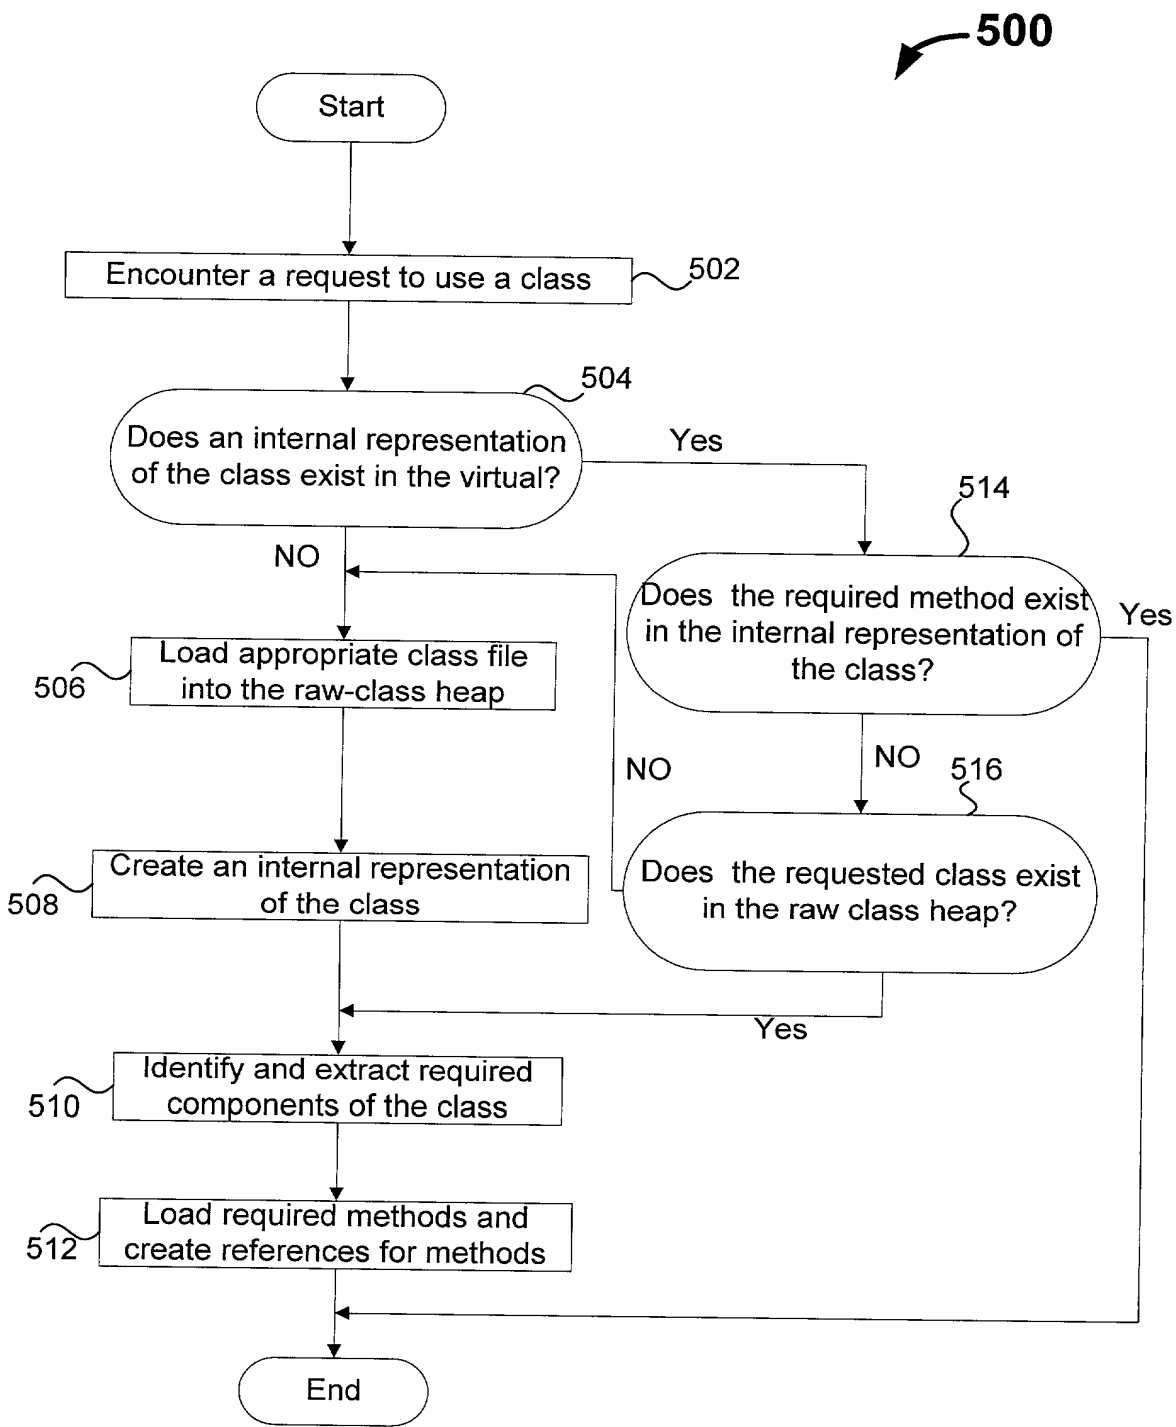 500
Start
Encounter a request to use a class
502
504
Does an internal representation
of the class exist in the virtual?
Yes
514
NO
Does the required method exist
in the internal representation of
the class?
Yes
Load appropriate class file
into the raw-class heap
506
NO
NO
516
Does the requested class exist
in the raw class heap?
Create an internal representation
of the class
508
Yes
Identify and extract required
components of the class
510
Load required methods and
create references for methods
512
End